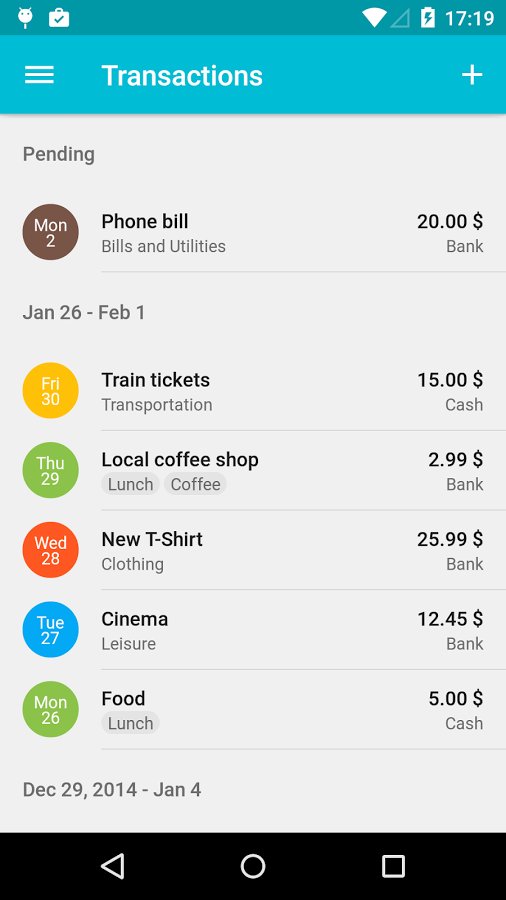 17:19
Transactions
Pending
Mon
2
Phone bill
20.00 $
Bills and Utilities
Bank
Jan 26 - Feb 1
Fri
30
Train tickets
15.00 $
Transportation
Cash
Thu
29
Local coffee shop
2.99 $
Lunch Coffee
Bank
Wed
28
New T-Shirt
25.99 $
Clothing
Bank
Tue
27
Cinema
12.45 $
Leisure
Bank
Mon
26
Food
5.00 $
Lunch
Cash
Dec 29, 2014 - Jan 4